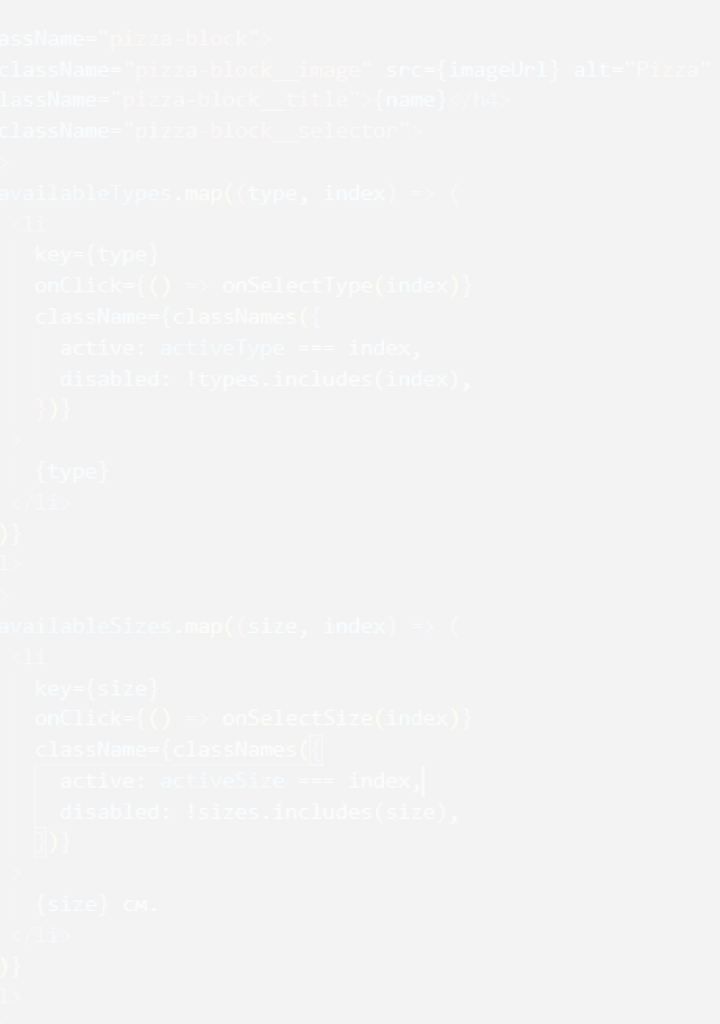 assName="pizza-block">
className="pizza-block__image" src={imageUrl} alt="Pizza"
lassName="pizza-block__title">{name}</h4>
className="pizza-block__selector">
>
availableTypes.map((type, index) => (
<li
key={type}
onClick={() => onSelectType(index)}
className={classNames({
active: activeType === index,
disabled: !types.includes(index),
})}
>
{type}
</li>
)}
l>
>
availableSizes.map((size, index) => (
<li
key={size}
onClick={() => onSelectSize(index)}
className={classNames({
active: activeSize === index,
disabled: !sizes.includes(size),
})}
>
{size} см.
</li>
)}
l>